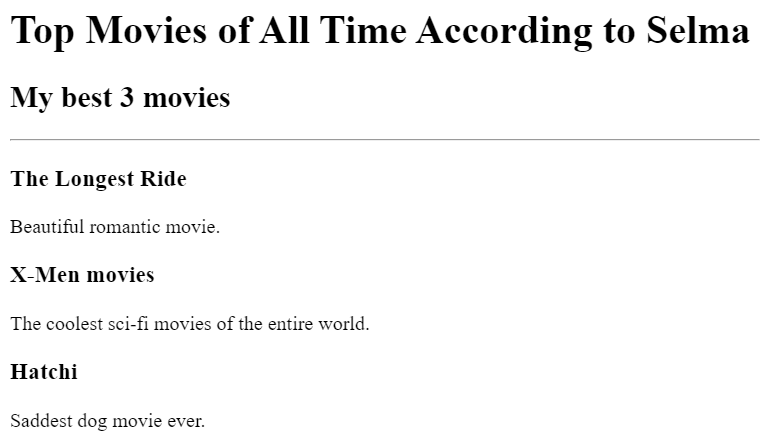 Top Movies of All Time According to Selma
My best 3 movies
The Longest Ride
Beautiful romantic movie.
X-Men movies
The coolest sci-fi movies of the entire world.
Hatchi
Saddest dog movie ever.